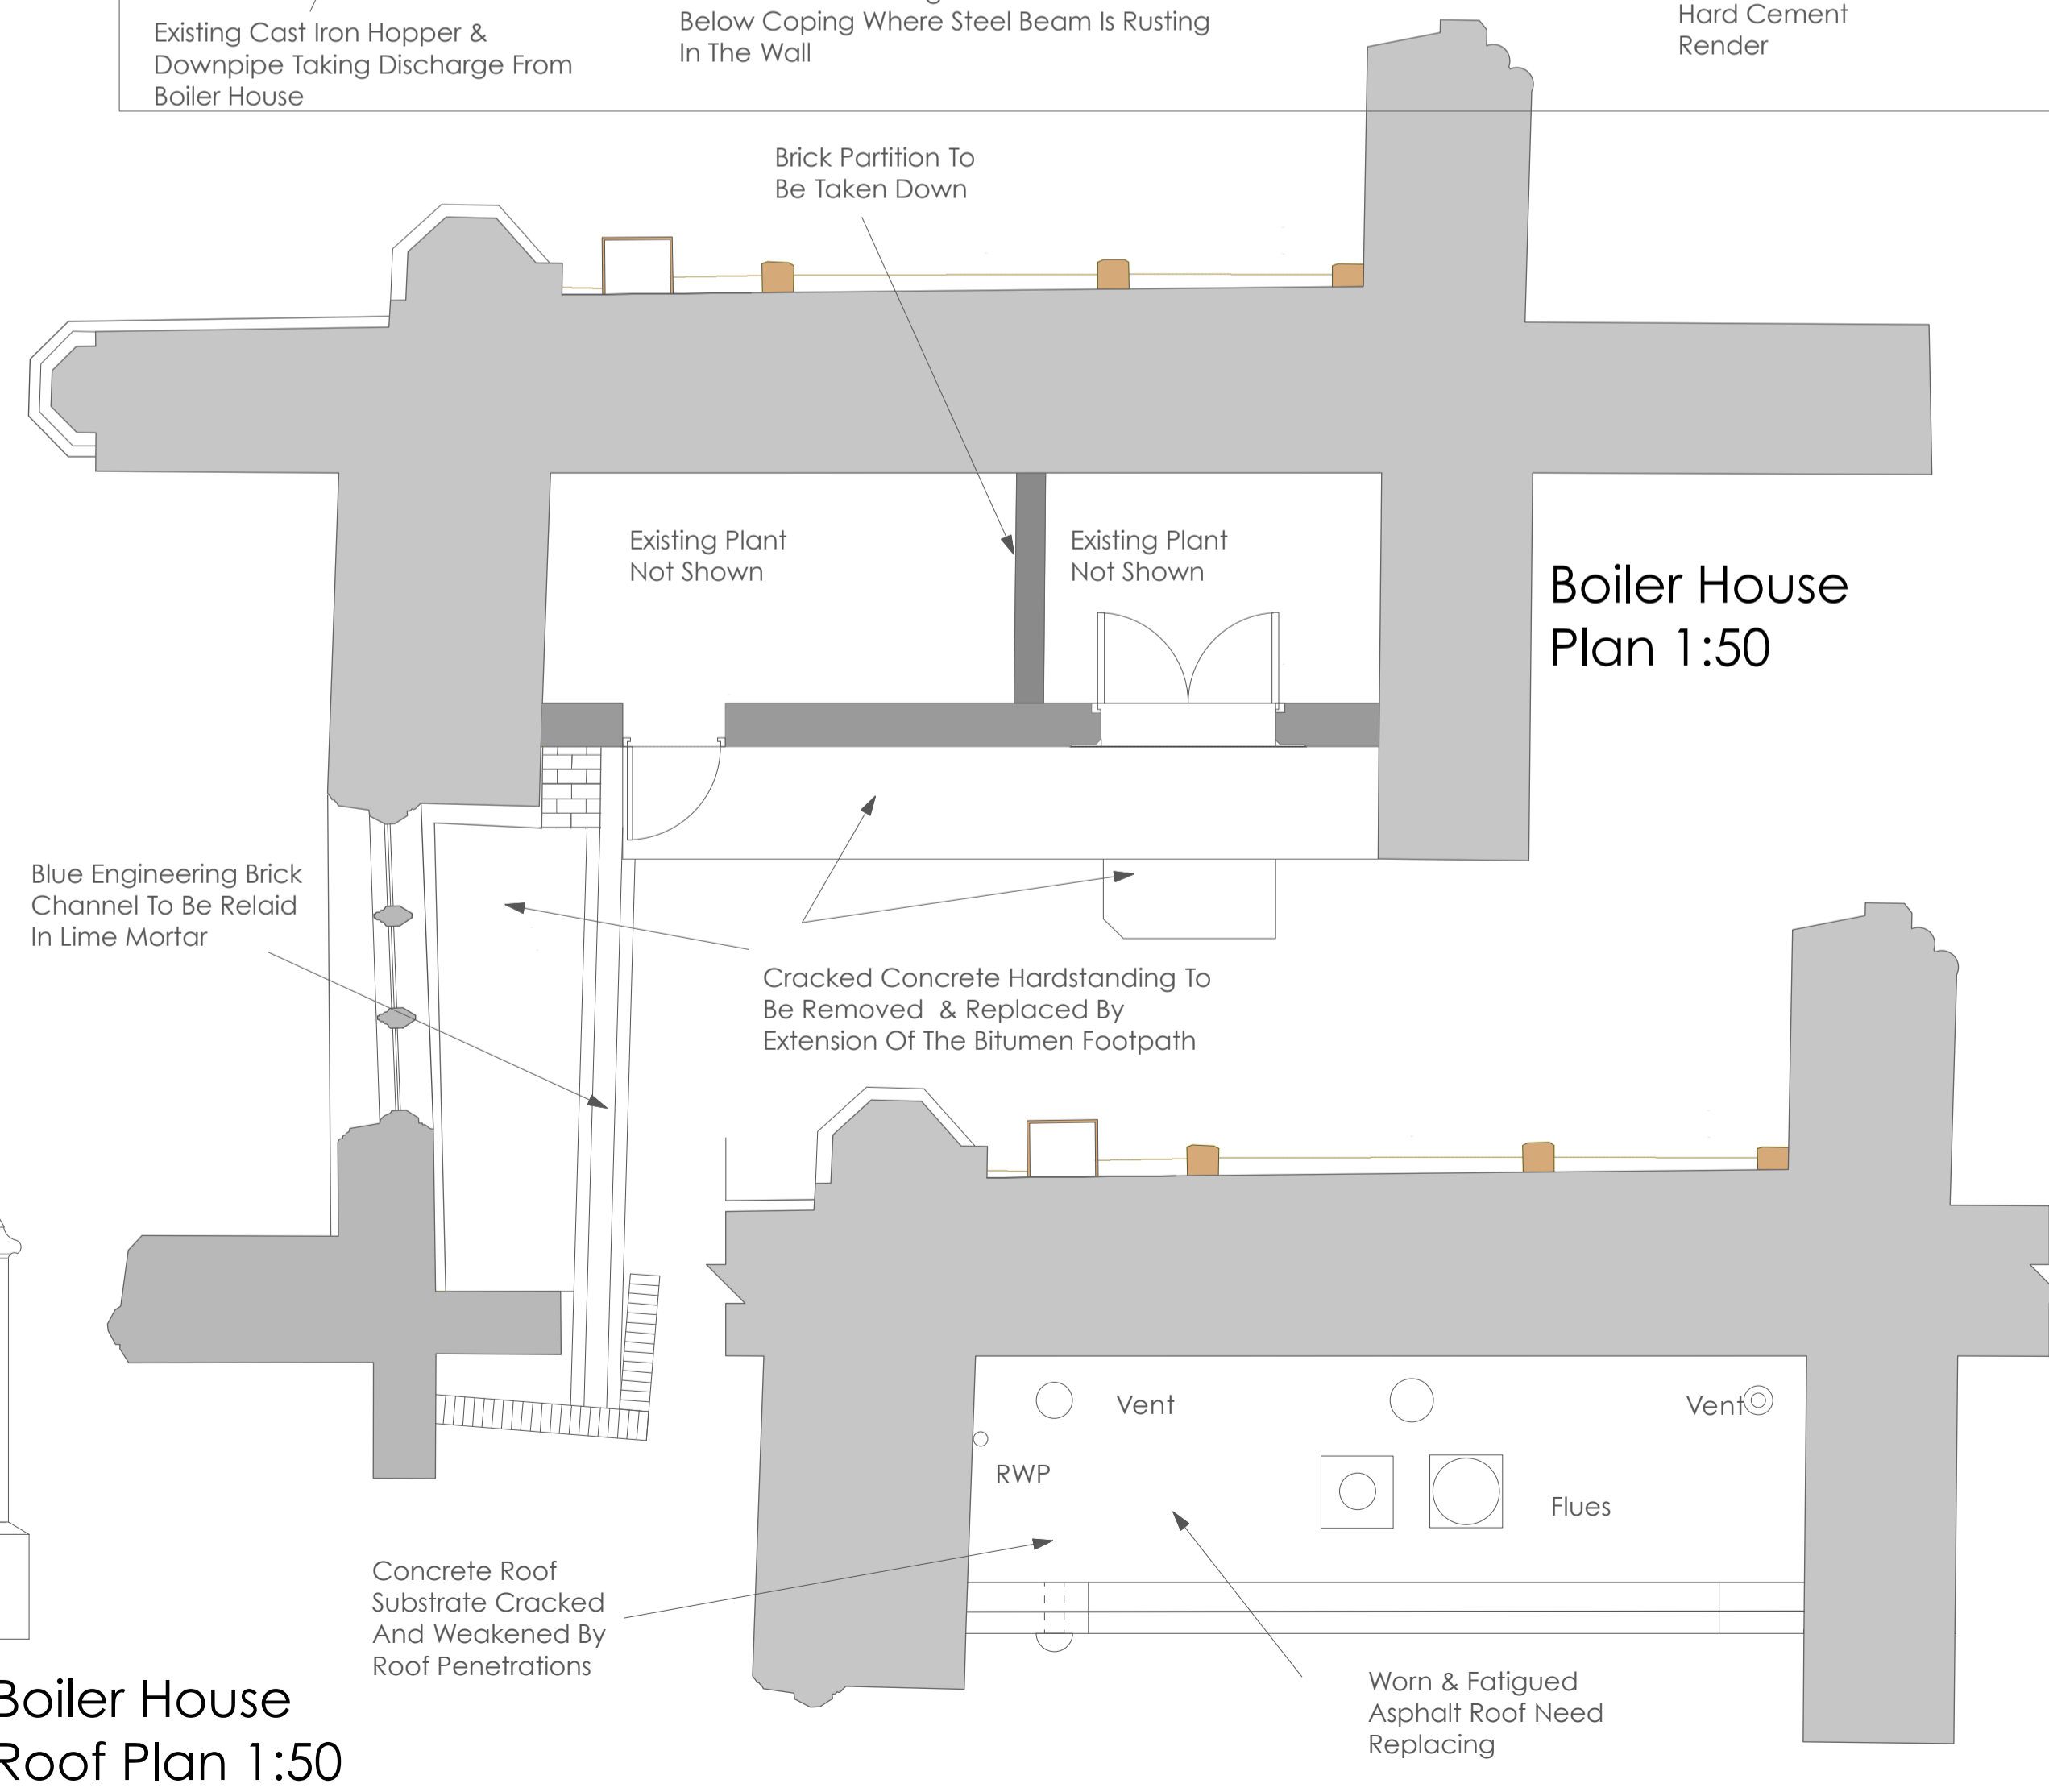 Existing Cast Iron Hopper &
Downpipe Taking Discharge From
Boiler House
Below Coping Where Steel Beam Is Rusting
In The Wall
Hard Cement
Render
Brick Partition To
Be Taken Down
Existing Plant
Not Shown
Existing Plant
Not Shown
Boiler House
Plan 1:50
Blue Engineering Brick
Channel To Be Relaid
In Lime Mortar
Cracked Concrete Hardstanding To
Be Removed & Replaced By
Extension Of The Bitumen Footpath
Vent
Vent
RWP
Flues
Concrete Roof
Substrate Cracked
And Weakened By
Roof Penetrations
Worn & Fatigued
Asphalt Roof Need
Replacing
Boiler House
Roof Plan 1:50